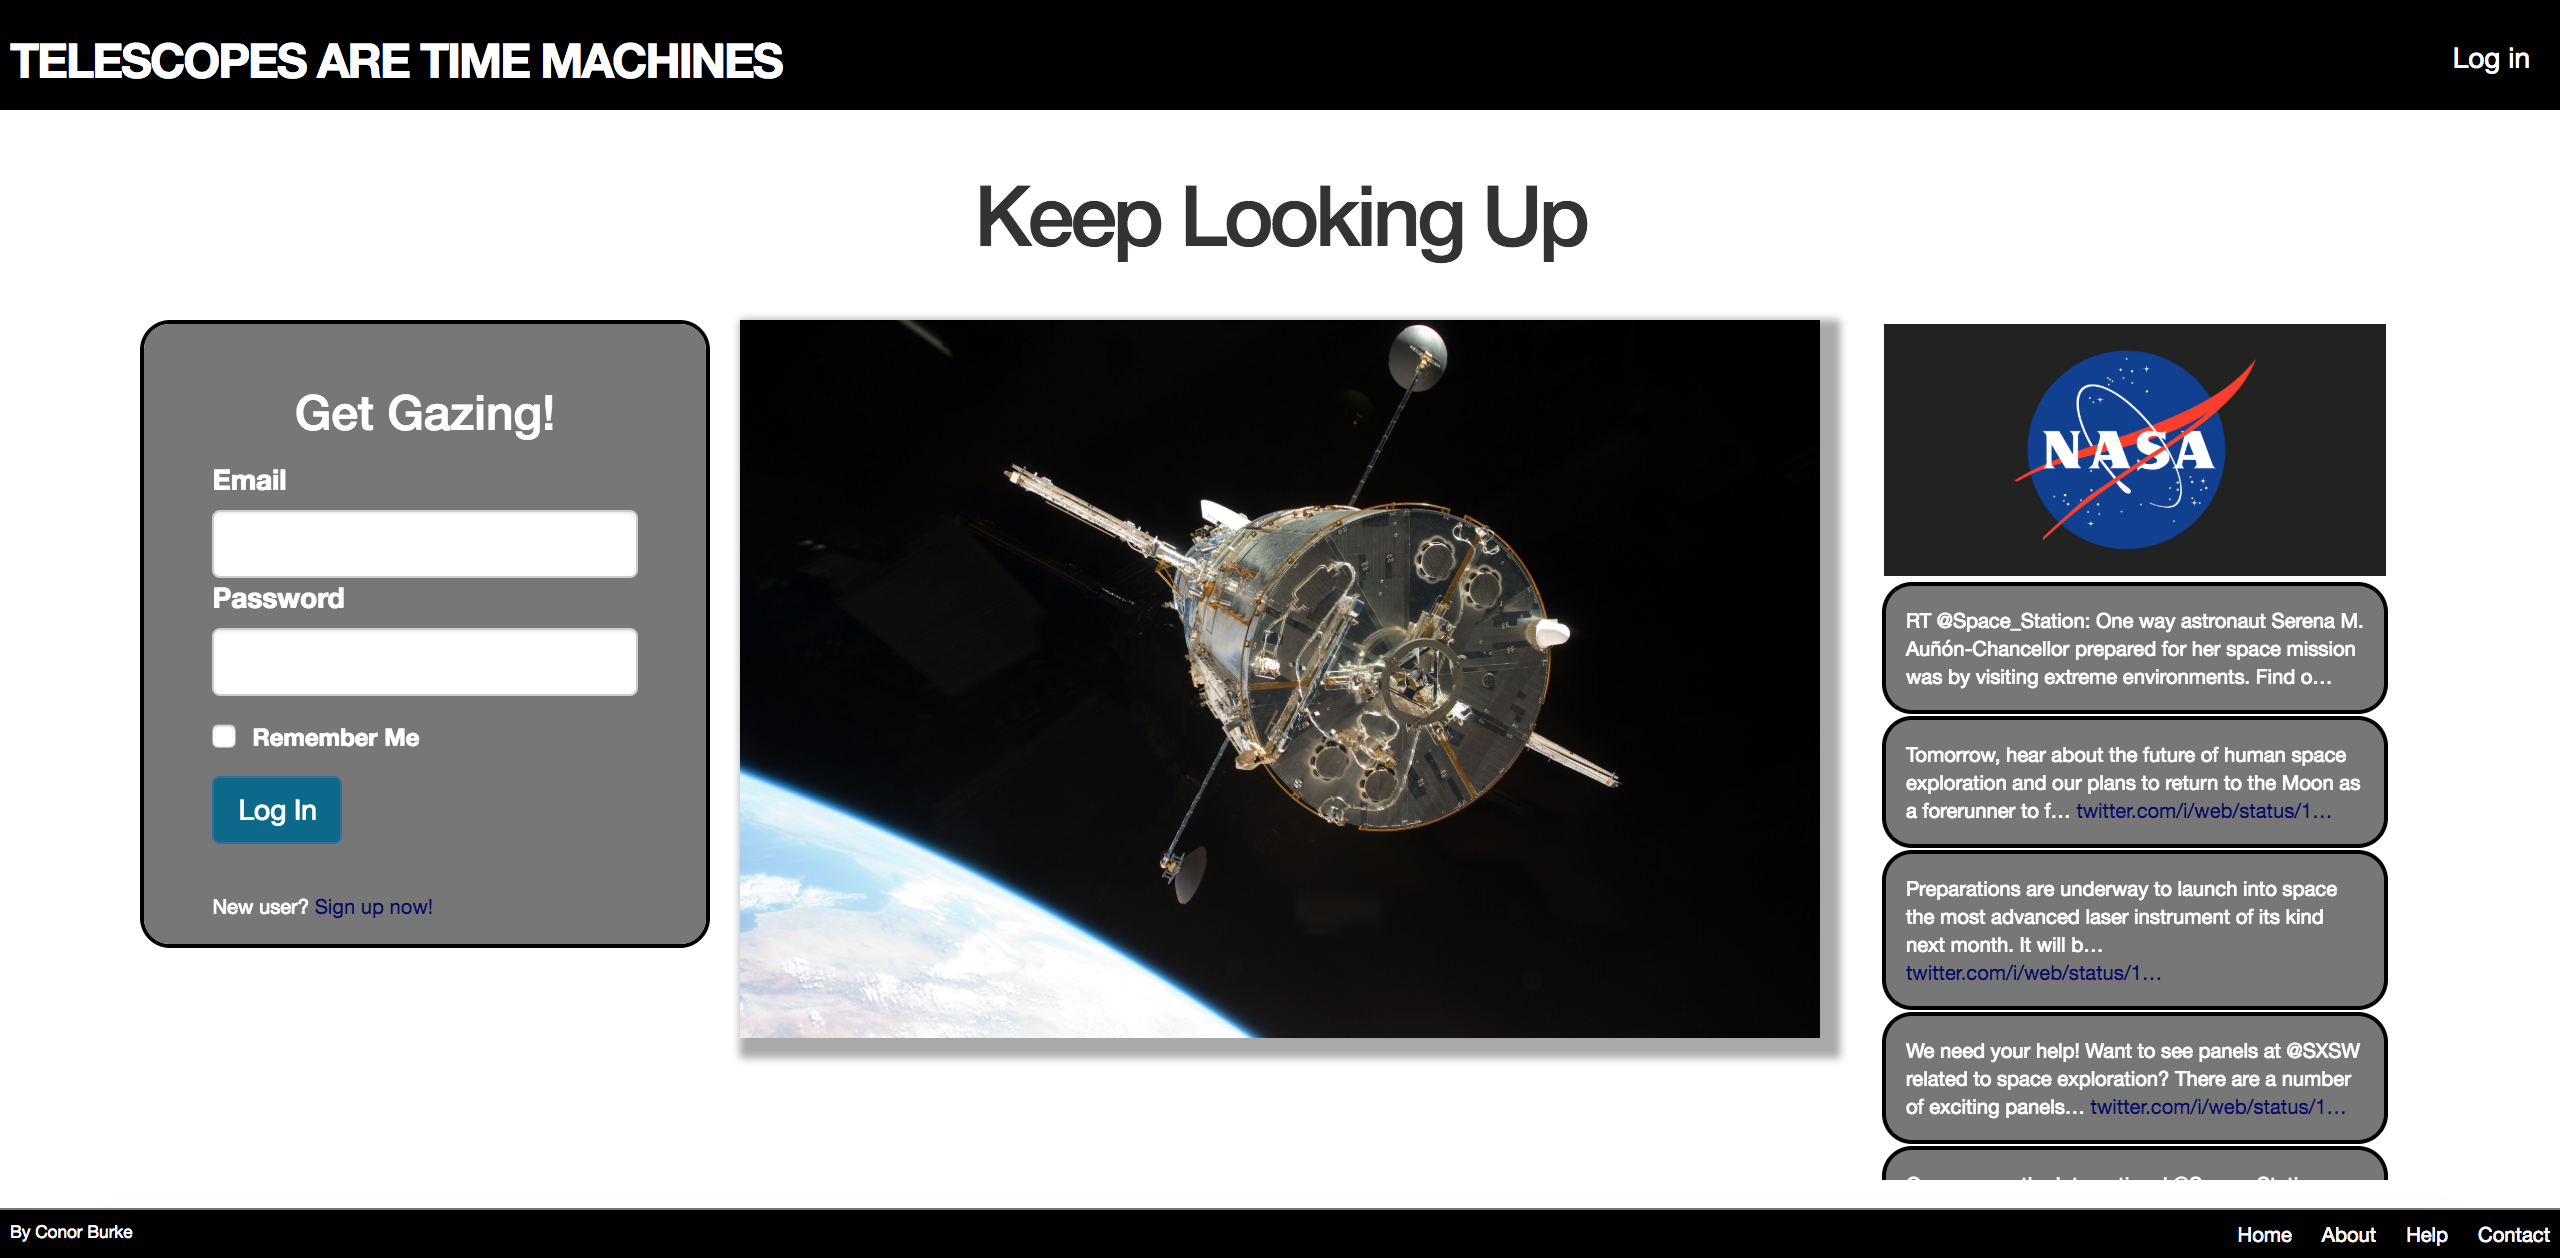 TELESCOPES ARE TIME MACHINES
Log in
Keep Looking Up
Get Gazing!
Email
Password
Remember Me
Log In
New user? Sign up now!
NASA
RT @Space_Station: One way astronaut Serena M.
Auñón-Chancellor prepared for her space mission
was by visiting extreme environments. Find o…
Tomorrow, hear about the future of human space
exploration and our plans to return to the Moon as
a forerunner to f… twitter.com/i/web/status/1…
Preparations are underway to launch into space
the most advanced laser instrument of its kind
next month. It will b…
twitter.com/i/web/status/1…
We need your help! Want to see panels at @SXSW
related to space exploration? There are a number
of exciting panels… twitter.com/i/web/status/1…
By Conor Burke
Home About Help Contact